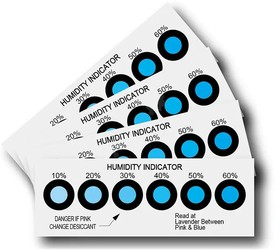 HUMIDITY INDICATOR
20%
30%
40%
50%
60%
HUMIDITY INDICATOR
20%
30%
40%
50%
60%
HUMIDITY INDICATOR
20%
30%
40%
50%
60%
HUMIDITY INDICATOR
10% 20% 30% 40% 50% 60%
DANGER IF PINK
CHANGE DESICCANT
Read at
Lavender Between
Pink & Blue